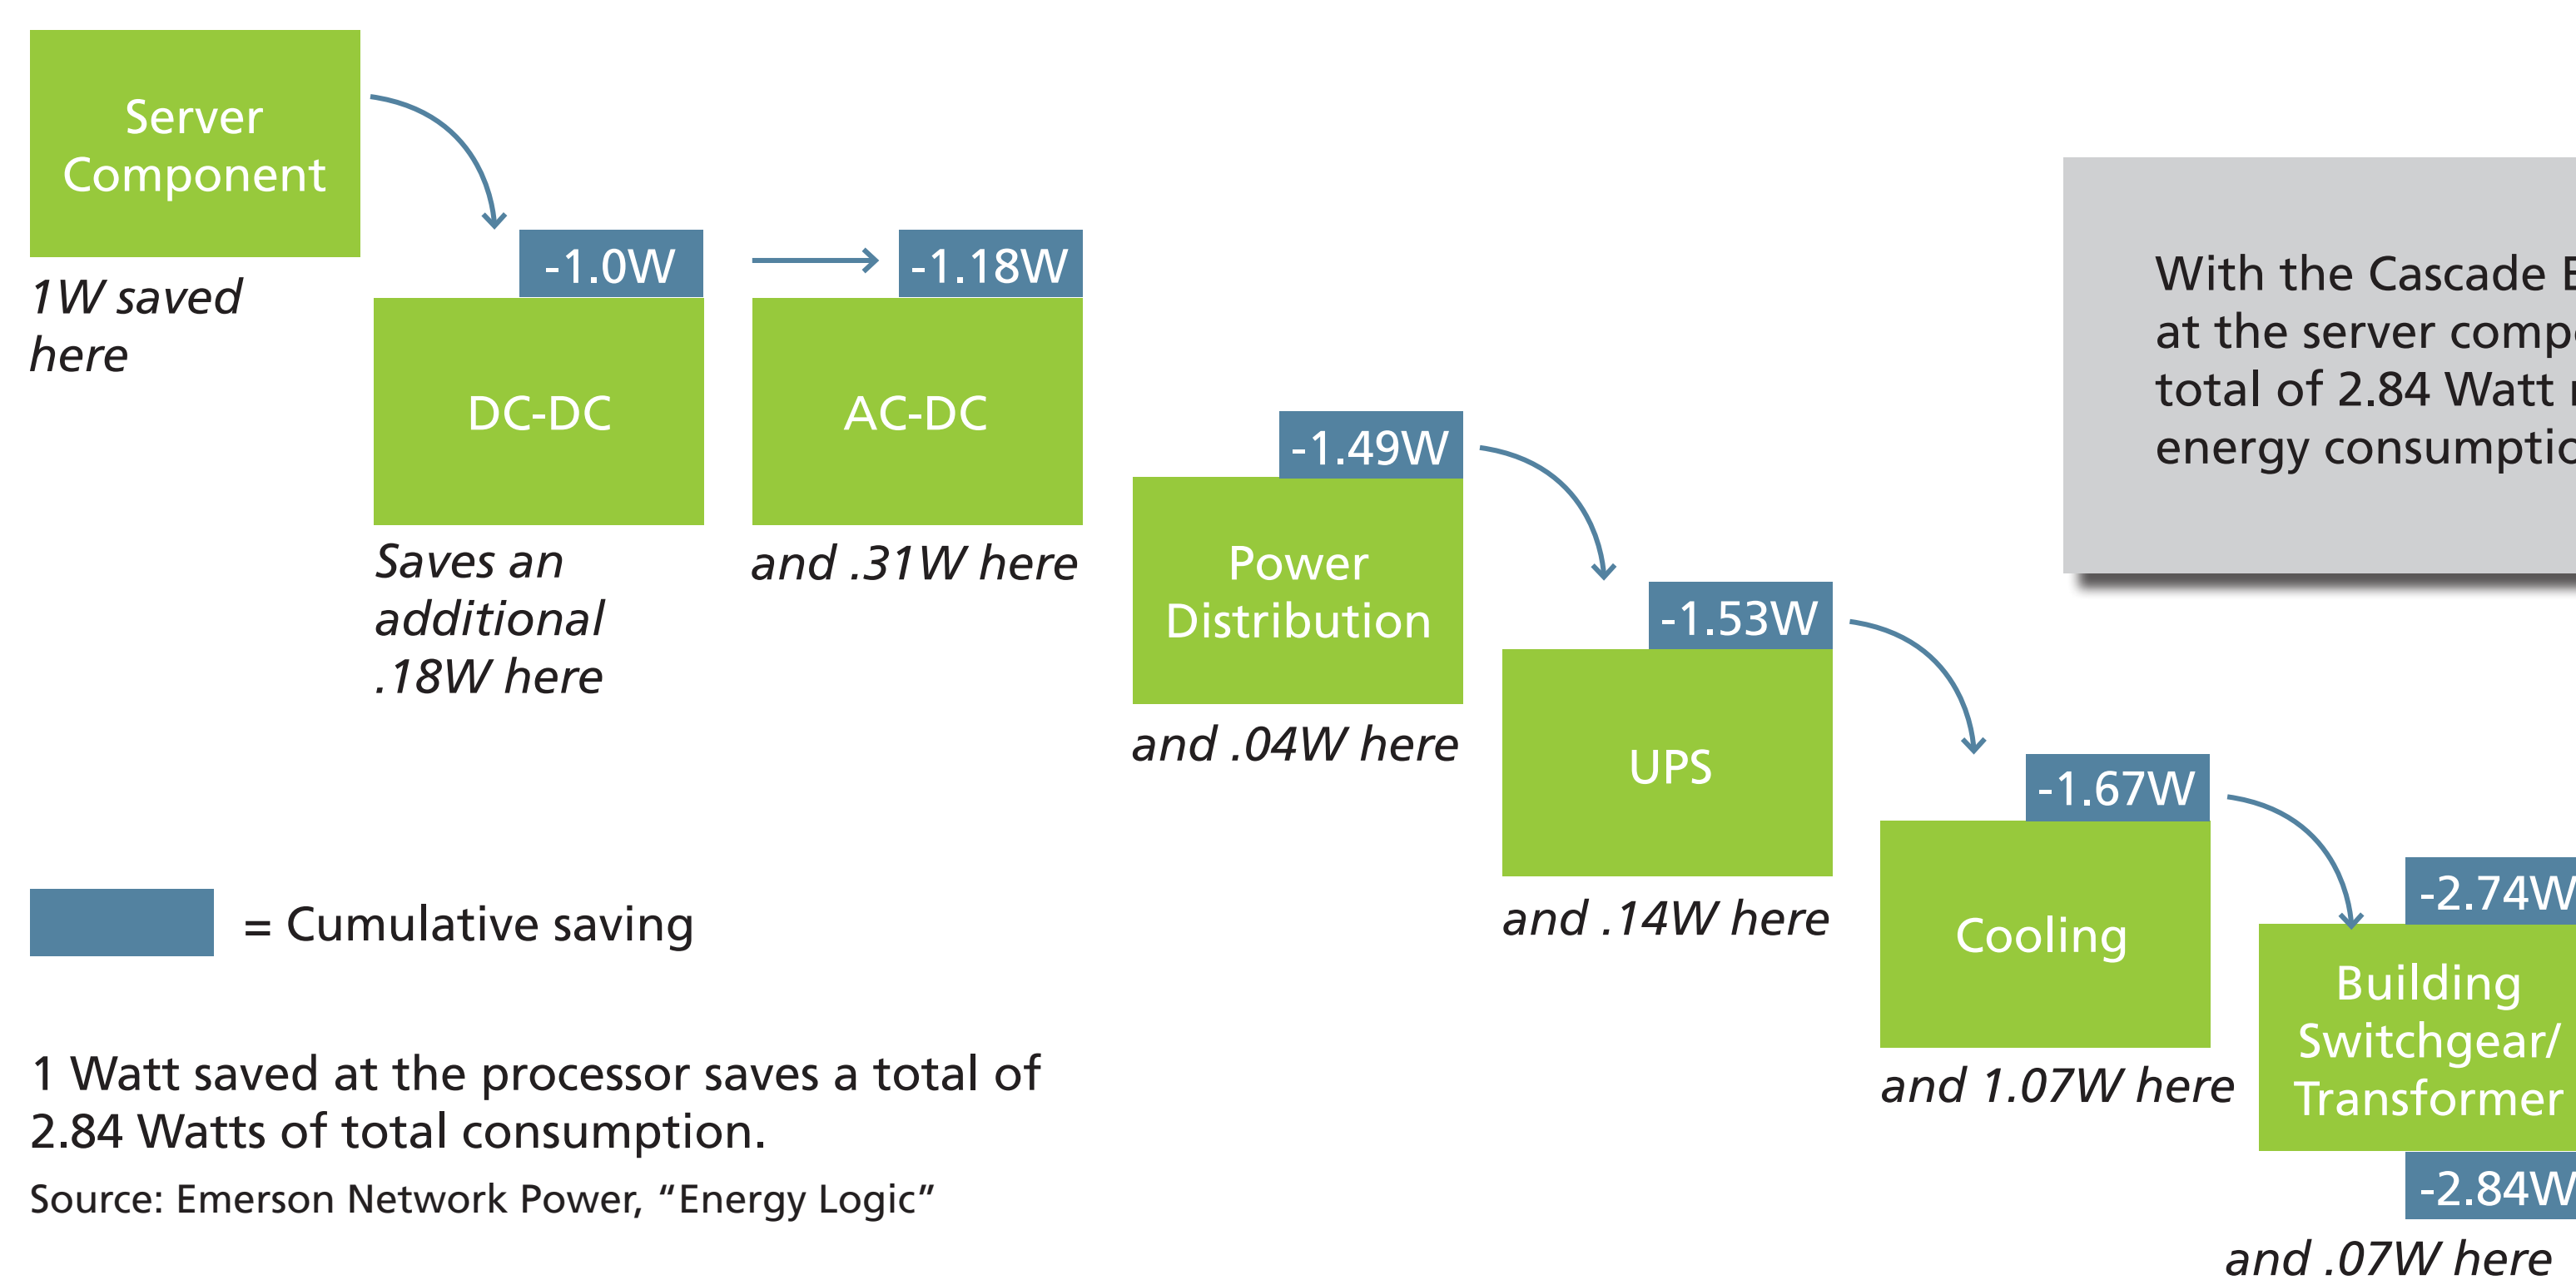 Server
Component
1W saved
here
-1.0W
DC-DC
Saves an
additional
.18W here
-1.18W
AC-DC
and .31W here
-1.49W
Power
Distribution
and .04W here
-1.53W
UPS
and .14W here
-1.67W
Cooling
and 1.07W here
-2.74W
Building
Switchgear/
Transformer
-2.84W
and .07W here
With the Cascade
at the server
total of 2.84 Watt
energy
= Cumulative saving
1 Watt saved at the processor saves a total of
2.84 Watts of total consumption.
Source: Emerson Network Power, “Energy Logic”